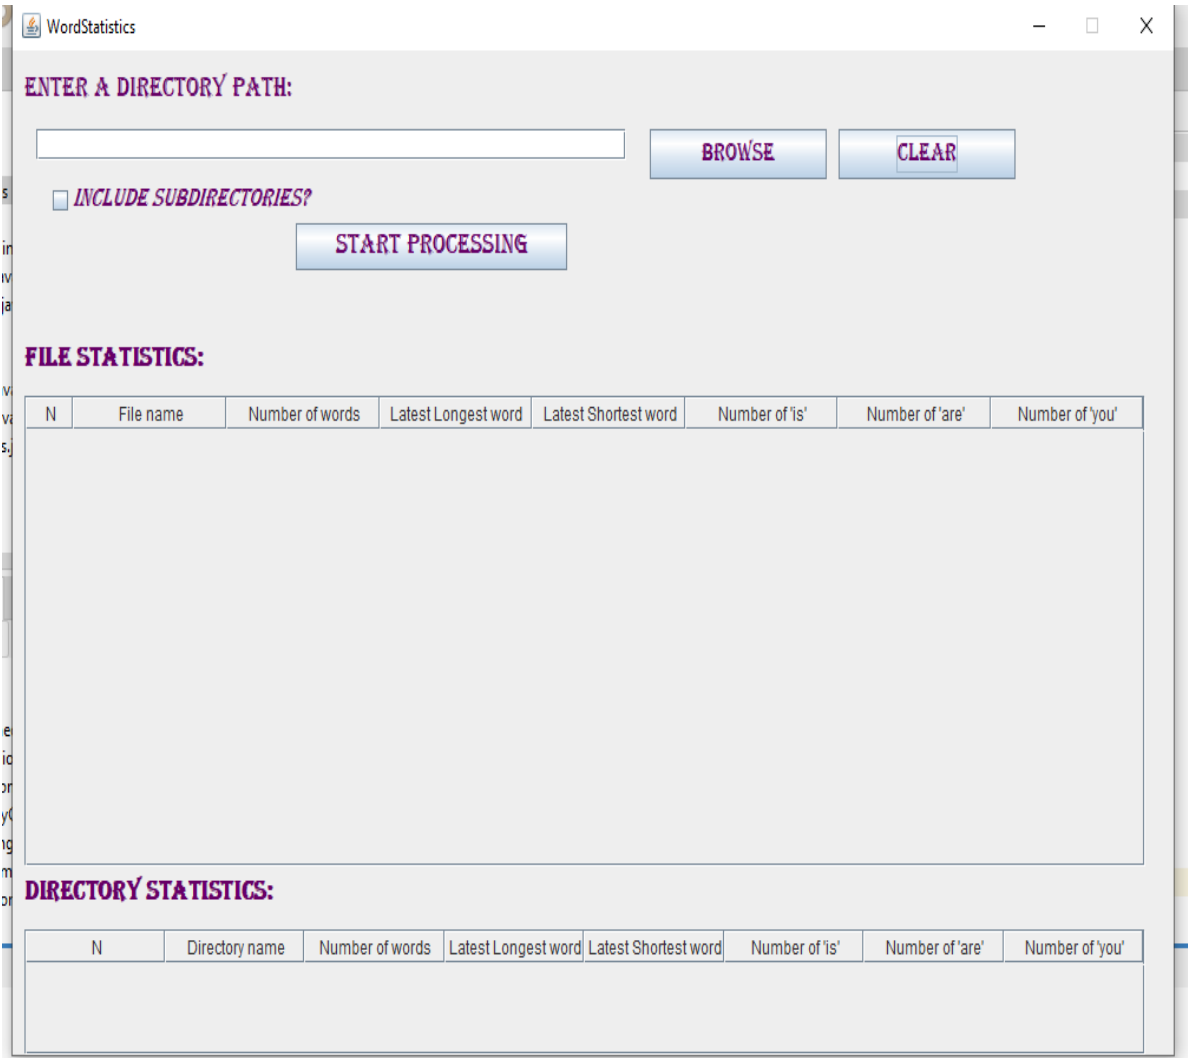 WordStatistics
ENTER A DIRECTORY PATH:
BROWSE CLEAR
INCLUDE SUBDIRECTORIES?
START PROCESSING
FILE STATISTICS:
N File name Number of words Latest Longest word Latest Shortest word Number of 'is' Number of 'are' Number of 'you'
DIRECTORY STATISTICS:
N Directory name Number of words Latest Longest word Latest Shortest word Number of 'is' Number of 'are' Number of 'you'